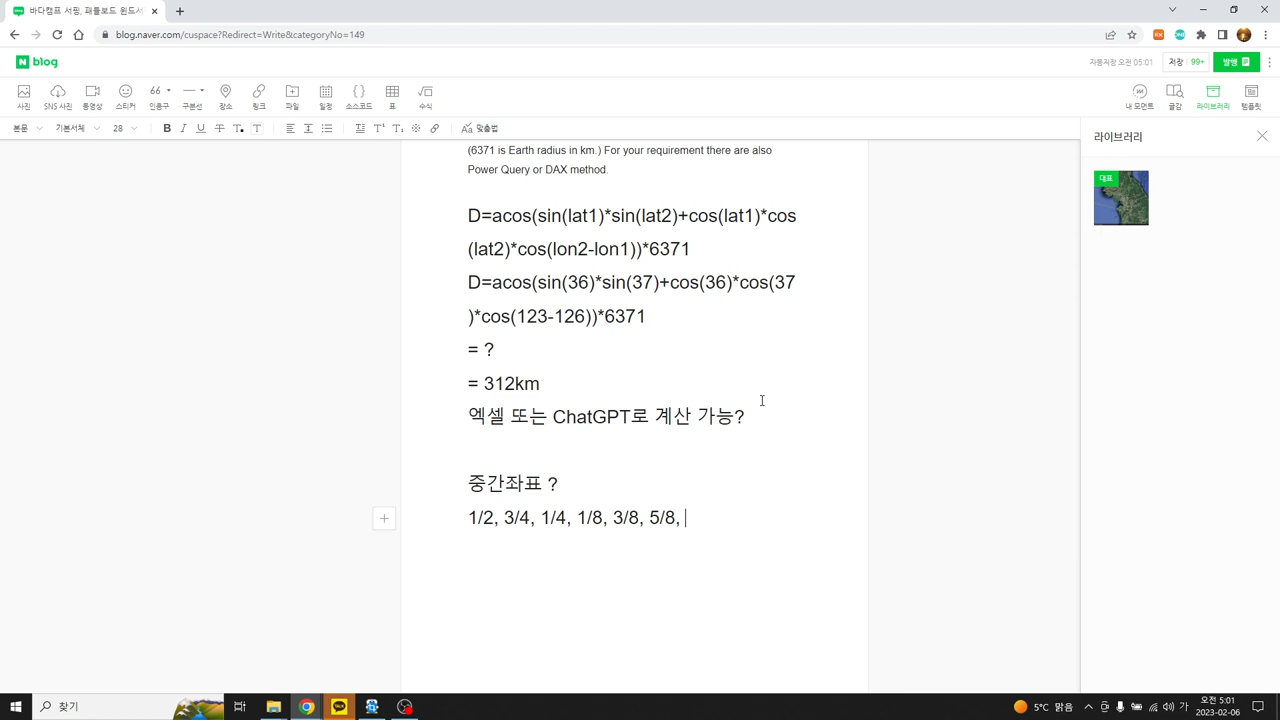 바다캠프 서핑, 패들보드 윈드서
blog.naver.com/cuspace?Redirect=Write&categoryNo=149
N blog
자동저장 오전 05:01
저장 99+
발행
사진
SNS 사진
동영상
스티커
66
인용구
구분선
장소
링크
파일
일정
소스코드
표
수식
내 모먼트
글감
라이브러리
템플릿
본문
기본서체
28
B I U T T T
맞춤법
라이브러리
대표
(6371 is Earth radius in km.) For your requirement there are also
Power Query or DAX method.
D=acos(sin(lat1)*sin(lat2)+cos(lat1)*cos
(lat2)*cos(lon2-lon1))*6371
D=acos(sin(36)*sin(37)+cos(36)*cos(37
)*cos(123-126))*6371
= ?
= 312km
엑셀 또는 ChatGPT로 계산 가능?
중간좌표 ?
1/2, 3/4, 1/4, 1/8, 3/8, 5/8,
찾기
TALK
5°C 맑음
가
오전 5:01
2023-02-06